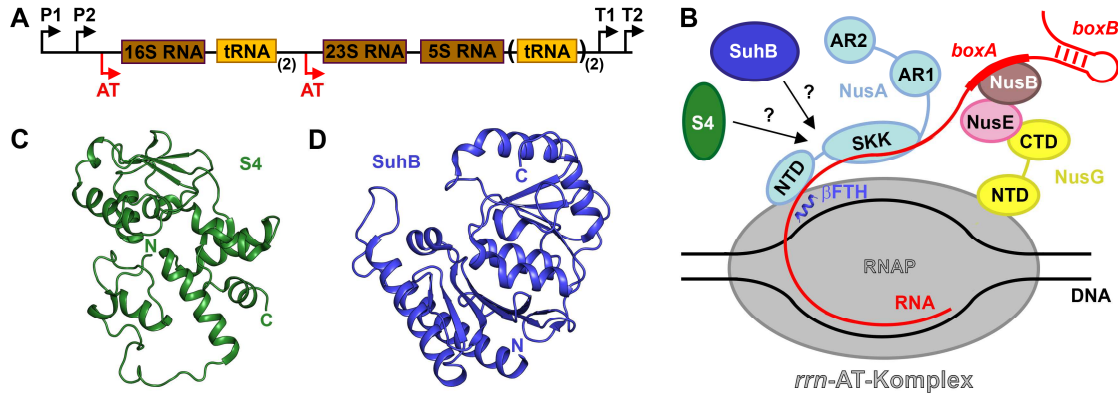 A
P1 P2
16S RNA tRNA (2) 23S RNA 5S RNA (tRNA)(2) T1 T2
AT AT
B
SuhB
S4
?
?
AR2
AR1
NusA
SKK
NTD
boxA
boxB
NusB
NusE
CTD
NusG
NTD
βFTH
RNAP
RNA
DNA
rrn-AT-Komplex
C
S4
N
C
D
SuhB
C
N